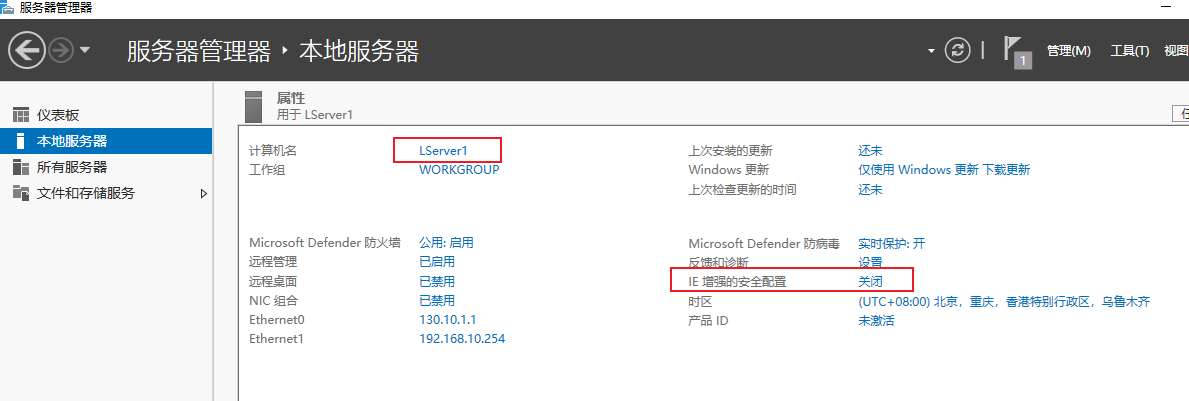 服务器管理器
服务器管理器 · 本地服务器
1 管理(M) 工具(T) 视图
仪表板
本地服务器
所有服务器
文件和存储服务
属性
用于 LServer1
任
计算机名 LServer1
工作组 WORKGROUP
上次安装的更新 还未
Windows 更新 仅使用 Windows 更新 下载更新
上次检查更新的时间 还未
Microsoft Defender 防火墙 公用: 启用
远程管理 已启用
远程桌面 已禁用
NIC 组合 已禁用
Ethernet0 130.10.1.1
Ethernet1 192.168.10.254
Microsoft Defender 防病毒 实时保护: 开
反馈和诊断 设置
IE 增强的安全配置 关闭
时区 (UTC+08:00) 北京，重庆，香港特别行政区，乌鲁木齐
产品 ID 未激活